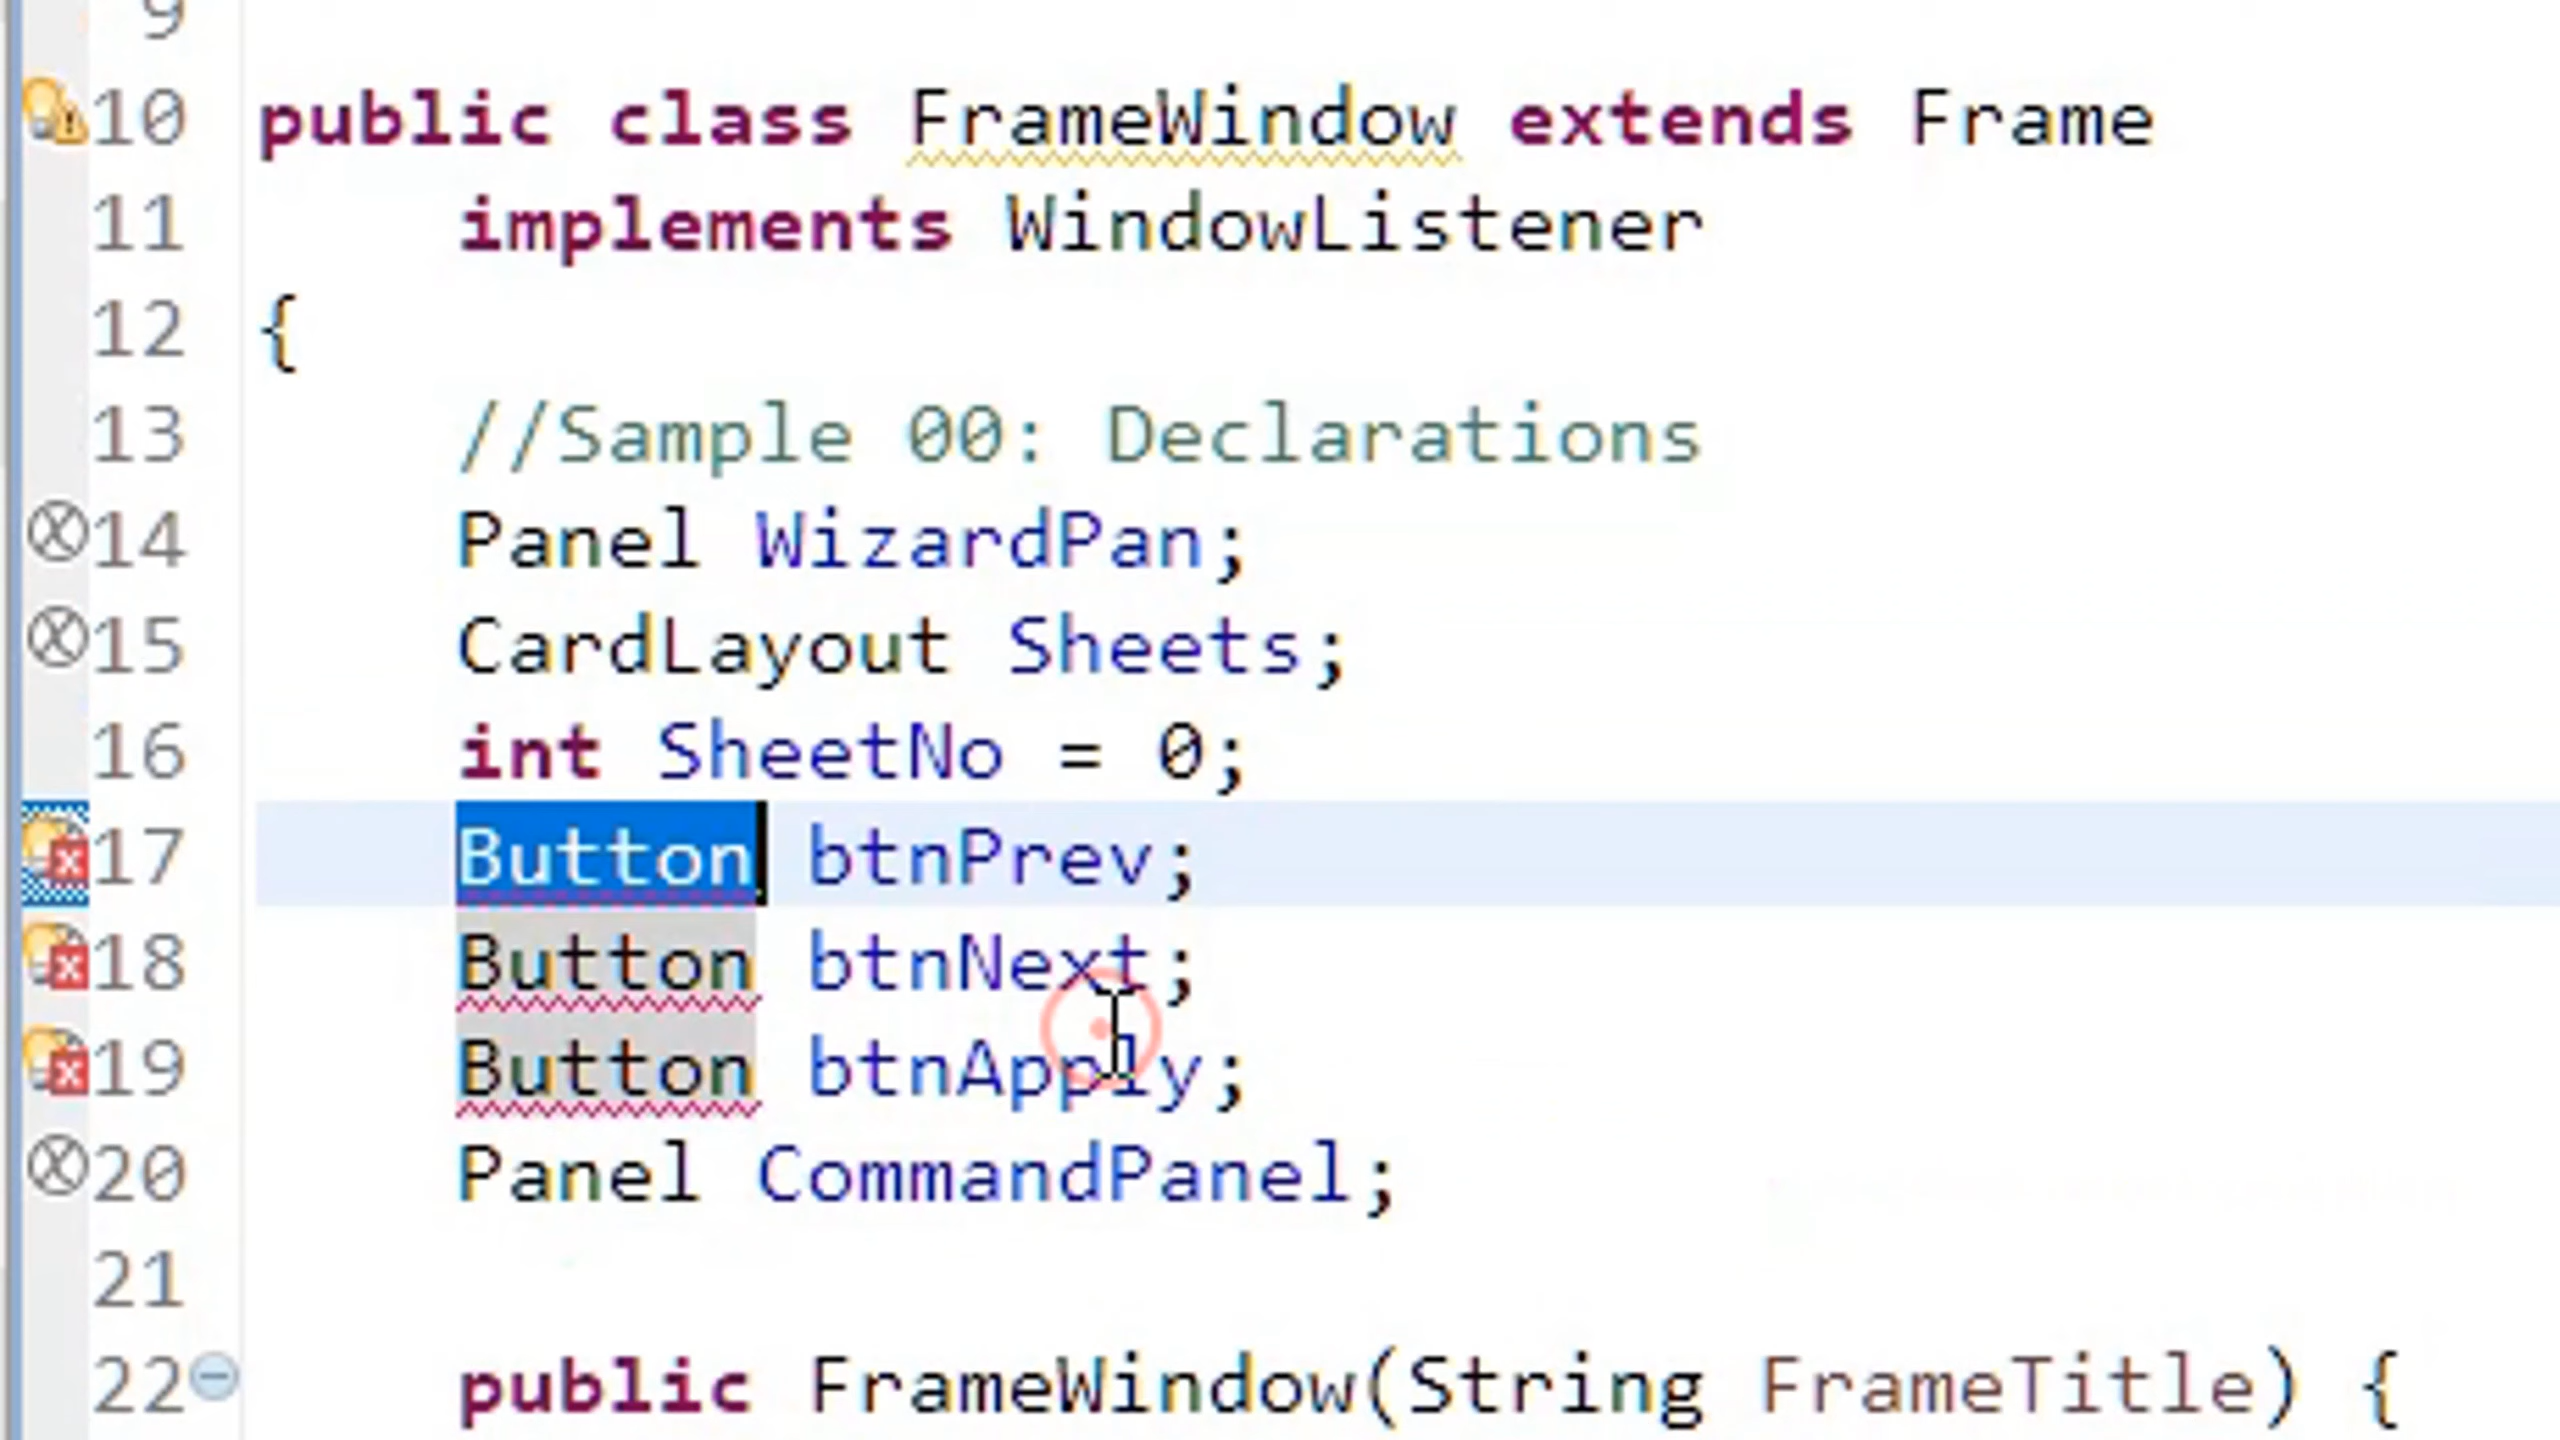 9
10 public class FrameWindow extends Frame
11 implements WindowListener
12 {
13 //Sample 00: Declarations
14 Panel WizardPan;
15 CardLayout Sheets;
16 int SheetNo = 0;
17 Button btnPrev;
18 Button btnNext;
19 Button btnApply;
20 Panel CommandPanel;
21
22 public FrameWindow(String FrameTitle) {